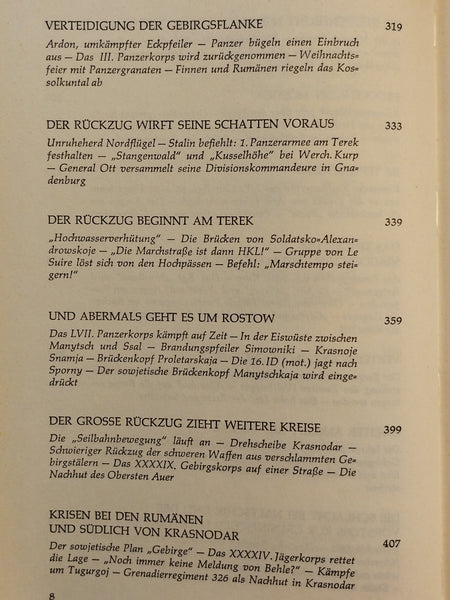 VERTEIDIGUNG DER GEBIRGSFLANKE 319
Ardon, umkämpfter Eckpfeiler — Panzer bügeln einen Einbruch
aus — Das III. Panzerkorps wird zurückgenommen — Weihnachts=
feier mit Panzergranaten — Finnen und Rumänen riegeln das Kos=
solkuntal ab
DER RÜCKZUG WIRFT SEINE SCHATTEN VORAUS 333
Unruheherd Nordflügel — Stalin befiehlt: 1. Panzerarmee am Terek
festhalten — „Stangenwald" und „Kusselhöhe" bei Werch. Kurp
— General Ott versammelt seine Divisionskommandeure in Gna=
denburg
DER RÜCKZUG BEGINNT AM TEREK 339
„Hochwasserverhütung" — Die Brücken von Soldatsko=Alexan=
drowskoje — „Die Marchstraße ist dann HKL!" — Gruppe von Le
Suire löst sich von den Hochpässen — Befehl: „Marschtempo stei=
gern!"
UND ABERMALS GEHT ES UM ROSTOW 359
Das LVII. Panzerkorps kämpft auf Zeit — In der Eiswüste zwischen
Manytsch und Ssal — Brandungspfeiler Simowniki — Krasnoje
Snamja — Brückenkopf Proletarskaja — Die 16. ID (mot.) jagt nach
Sporny — Der sowjetische Brückenkopf Manytschkaja wird einge=
drückt
DER GROSSE RÜCKZUG ZIEHT WEITERE KREISE 399
Die „Seilbahnbewegung" läuft an — Drehscheibe Krasnodar —
Schwieriger Rückzug der schweren Waffen aus verschlammten Ge=
birgstälern — Das XXXXIX. Gebirgskorps auf einer Straße — Die
Nachhut des Obersten Auer
KRISEN BEI DEN RUMÄNEN
UND SÜDLICH VON KRASNODAR 407
Der sowjetische Plan „Gebirge" — Das XXXXIV. Jägerkorps rettet
die Lage — „Noch immer keine Meldung von Behle?" — Kämpfe
um Tugurgoj — Grenadierregiment 326 als Nachhut in Krasnodar
8